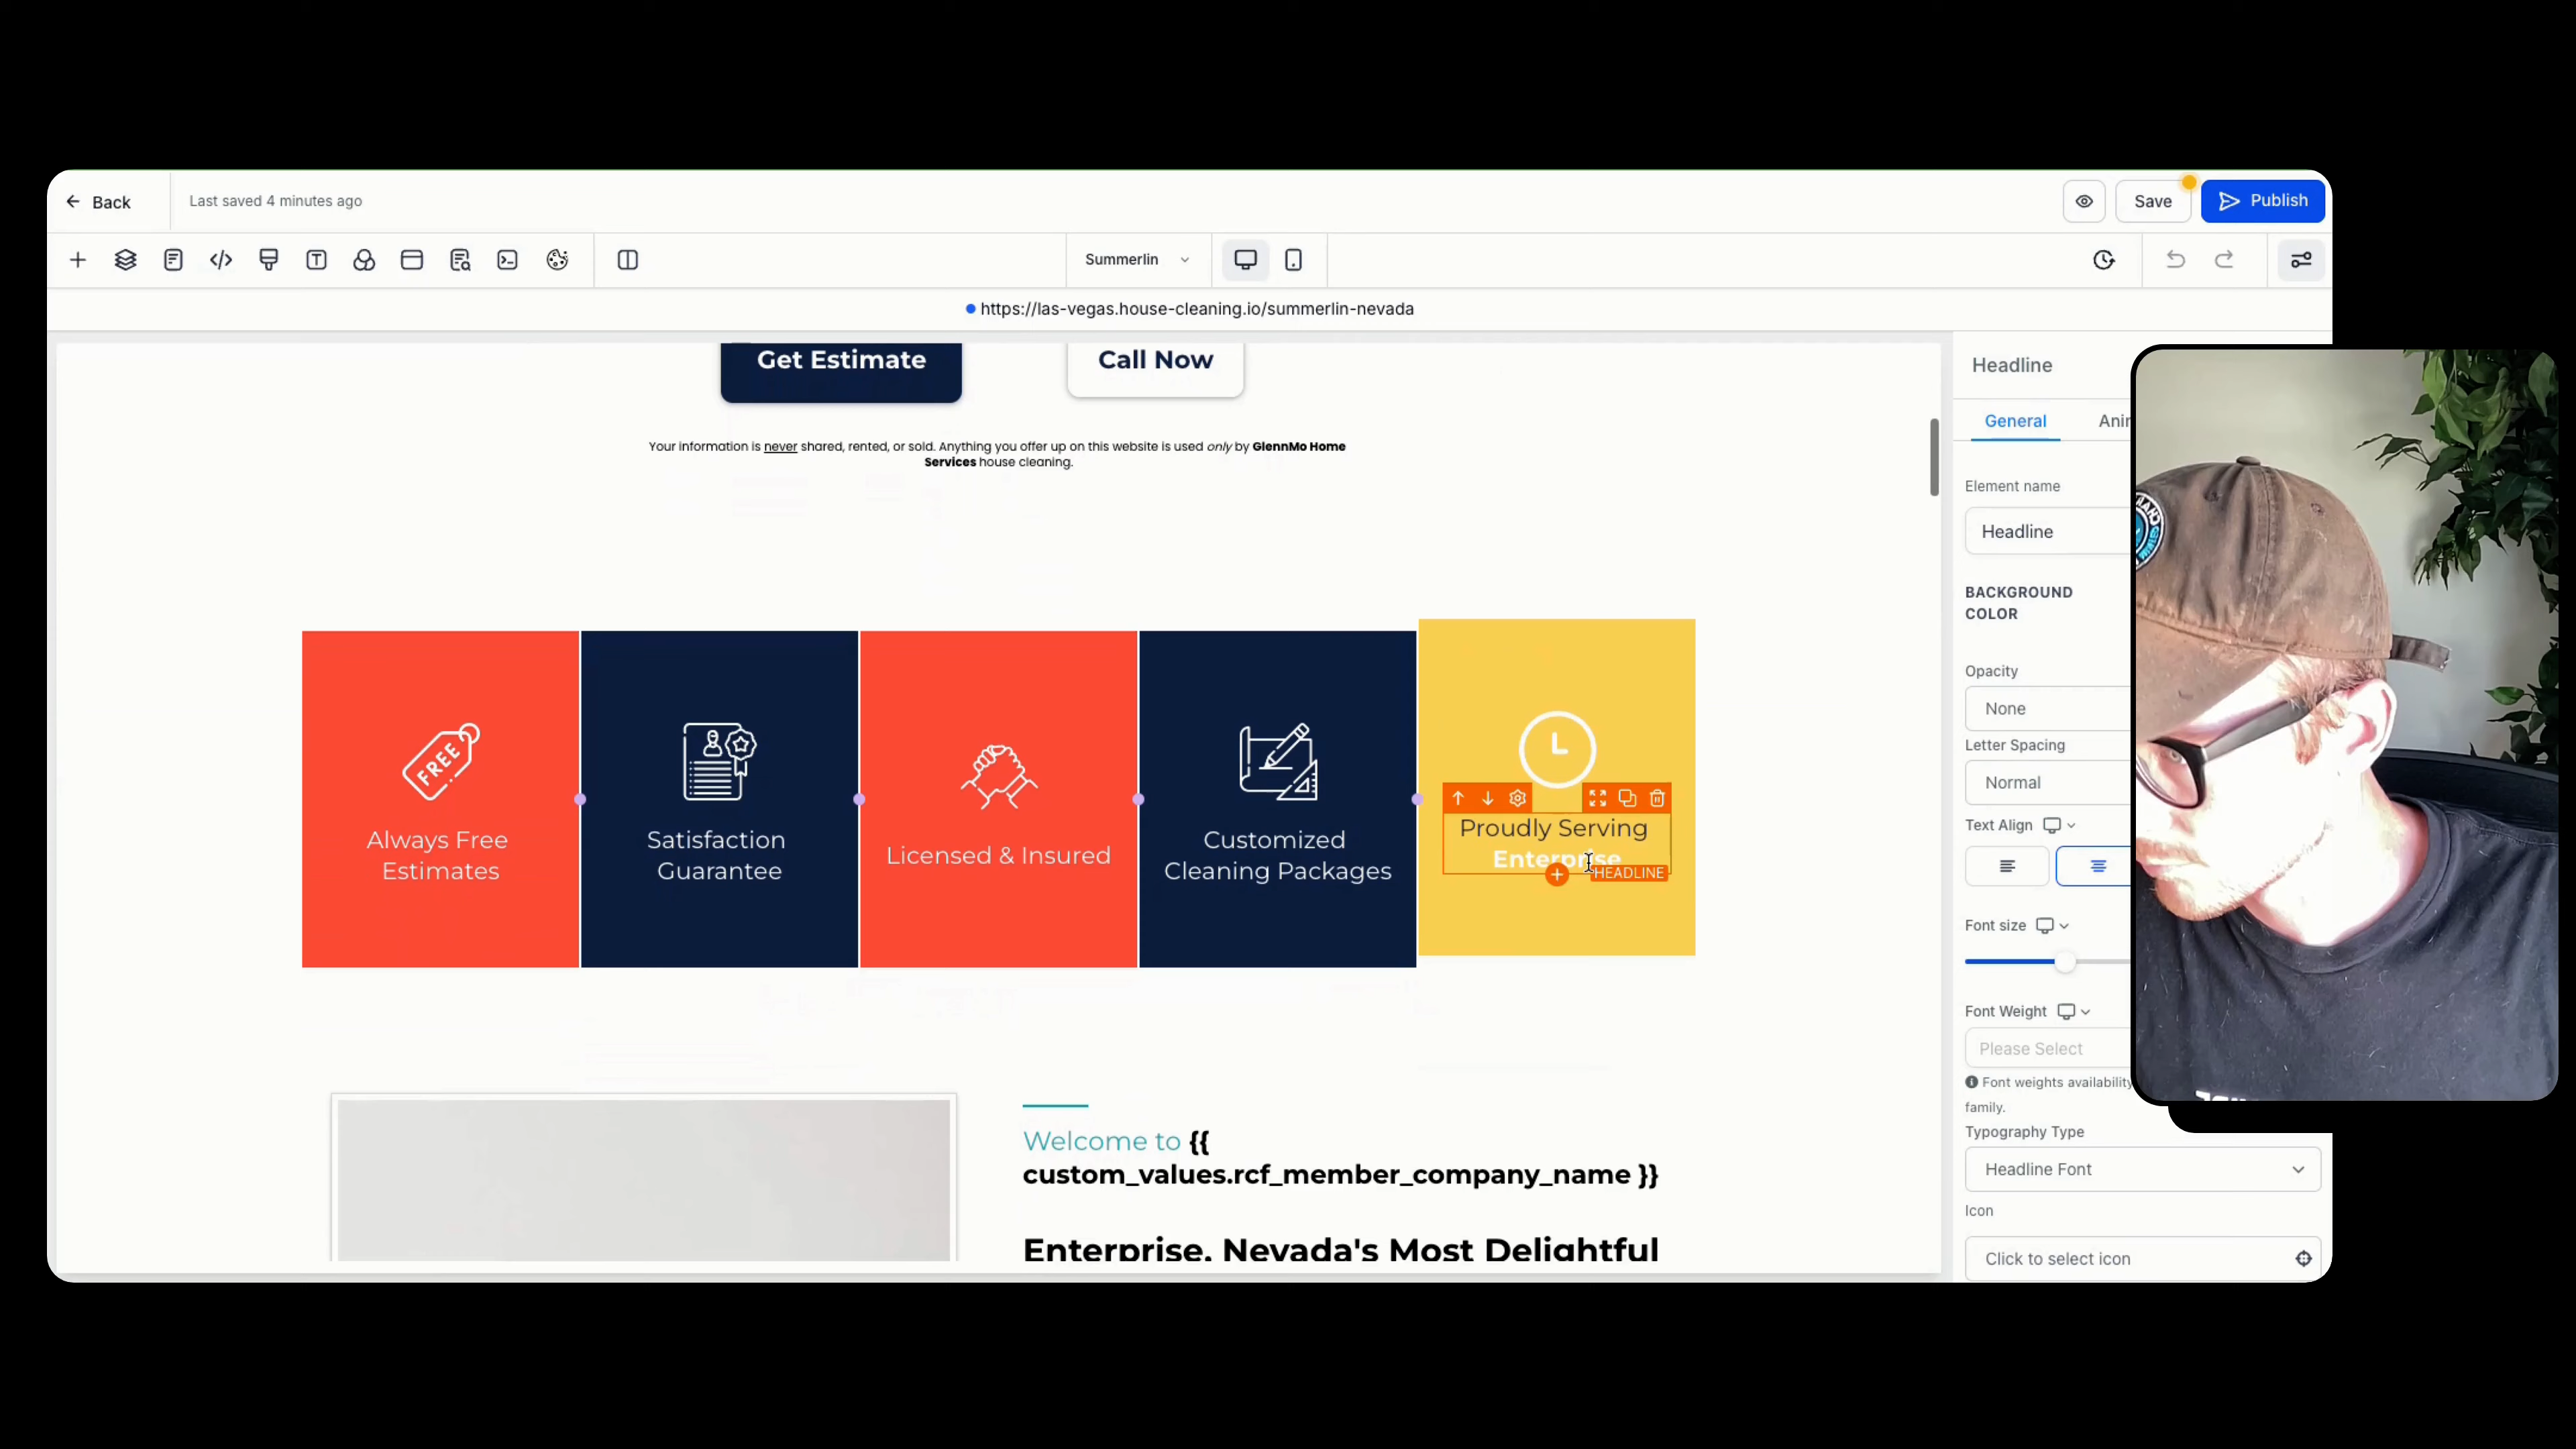 Back
Last saved 4 minutes ago
Save
Publish
Summerlin
https://las-vegas.house-cleaning.io/summerlin-nevada
Get Estimate
Call Now
Your information is never shared, rented, or sold. Anything you offer up on this website is used only by GlennMo Home
Services house cleaning.
FREE
Always Free
Estimates
Satisfaction
Guarantee
Licensed & Insured
Customized
Cleaning Packages
Proudly Serving
Enterprise
HEADLINE
Welcome to {{
custom_values.rcf_member_company_name }}
Enterprise, Nevada's Most Delightful
Headline
General
Element name
Headline
BACKGROUND
COLOR
Opacity
None
Letter Spacing
Normal
Text Align
Font size
Font Weight
Please Select
Font weights availability
family.
Typography Type
Headline Font
Icon
Click to select icon